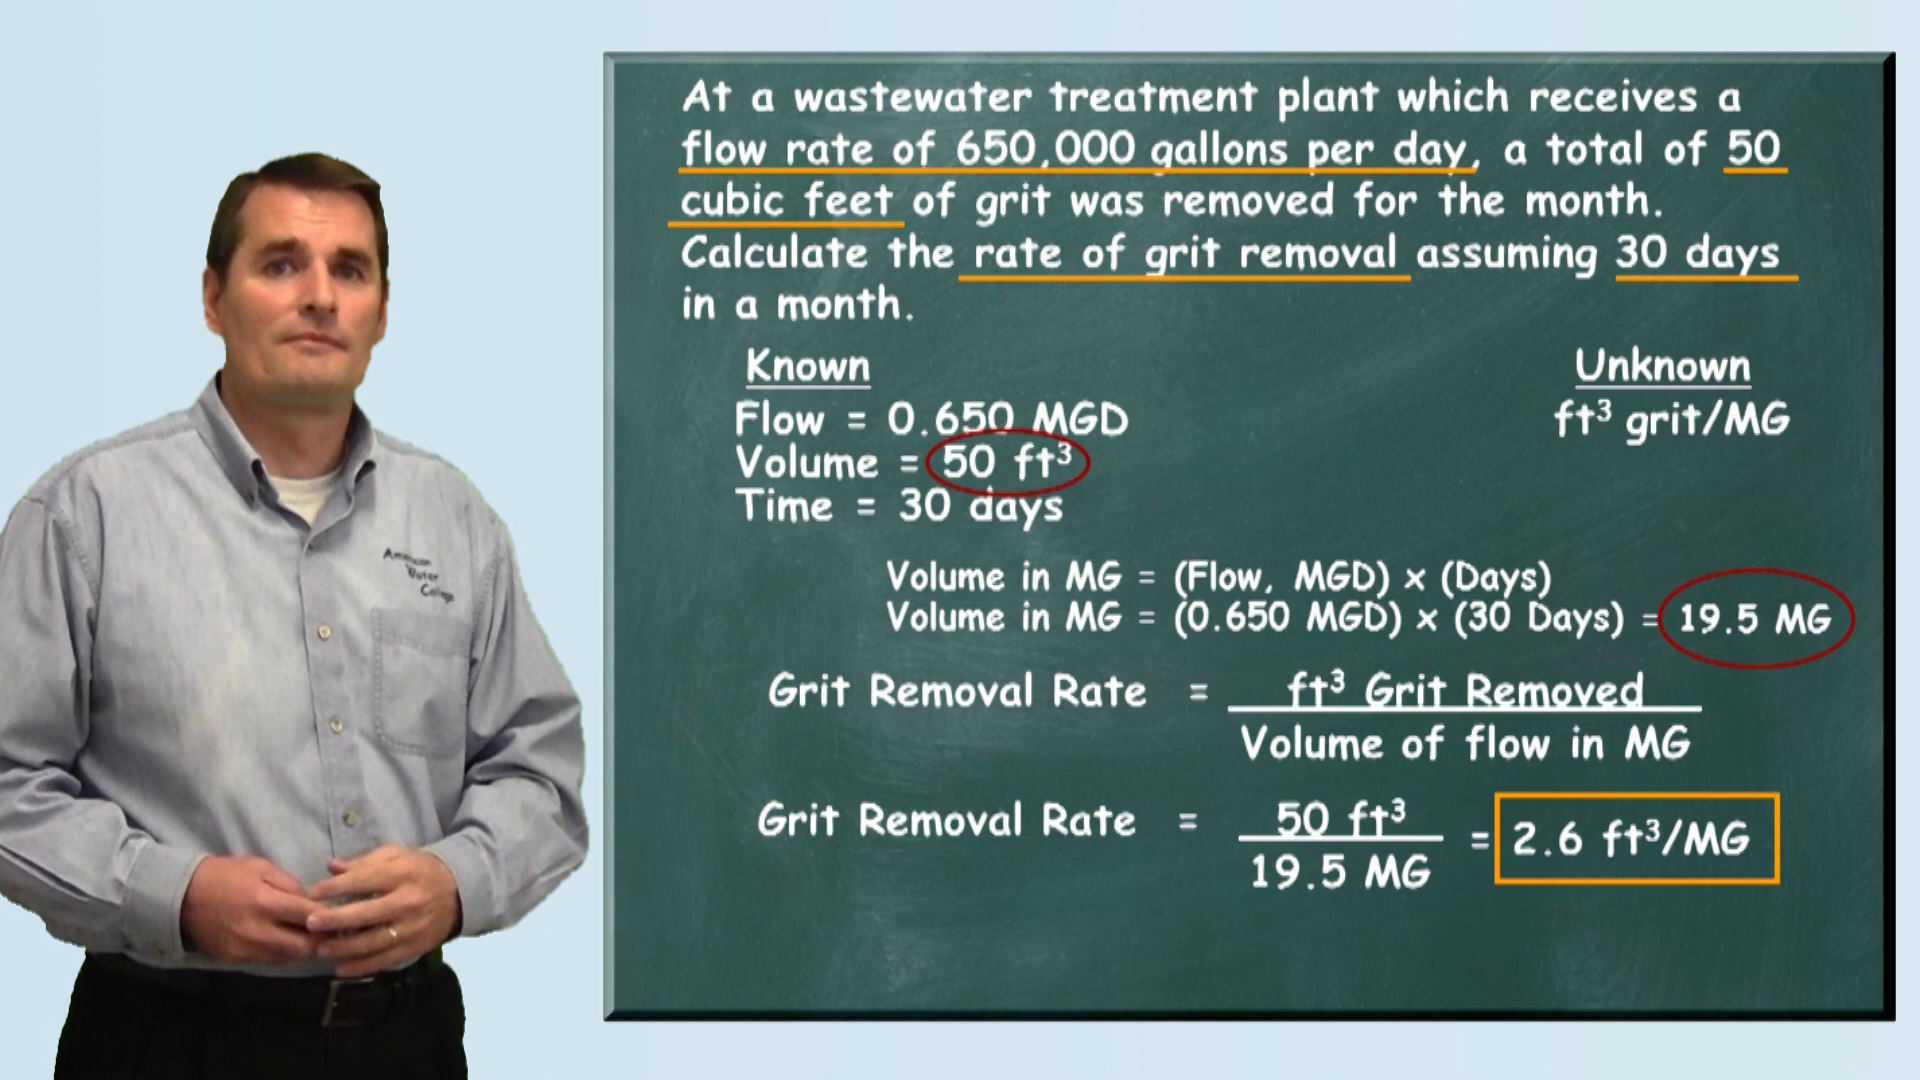 At a wastewater treatment plant which receives a
flow rate of 650,000 gallons per day, a total of 50
cubic feet of grit was removed for the month.
Calculate the rate of grit removal assuming 30 days
in a month.
Known
Flow = 0.650 MGD
Volume = 50 ft³
Time = 30 days
Unknown
ft³ grit/MG
Volume in MG = (Flow, MGD) x (Days)
Volume in MG = (0.650 MGD) x (30 Days) = 19.5 MG
Grit Removal Rate = ft³ Grit Removed
Volume of flow in MG
Grit Removal Rate = 50 ft³
19.5 MG
= 2.6 ft³/MG
American
Water
College